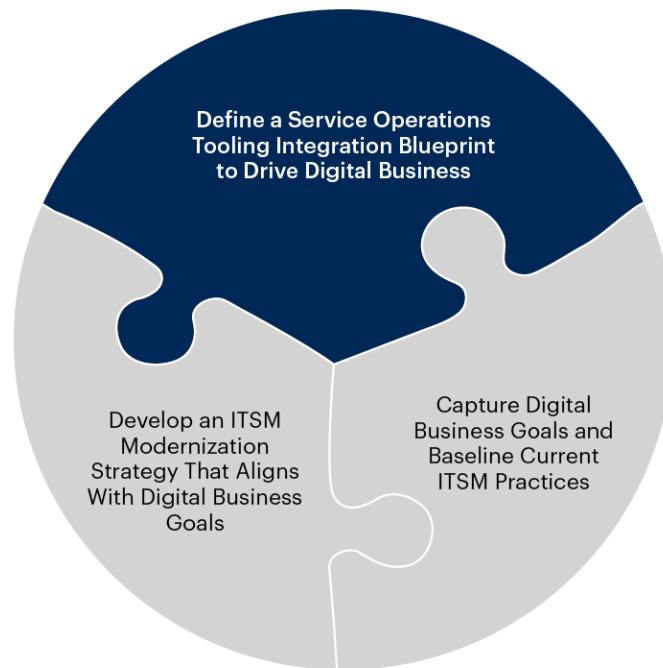 Define a Service Operations
Tooling Integration Blueprint
to Drive Digital Business
Develop an ITSM
Modernization
Strategy That Aligns
With Digital Business
Goals
Capture Digital
Business Goals and
Baseline Current
ITSM Practices